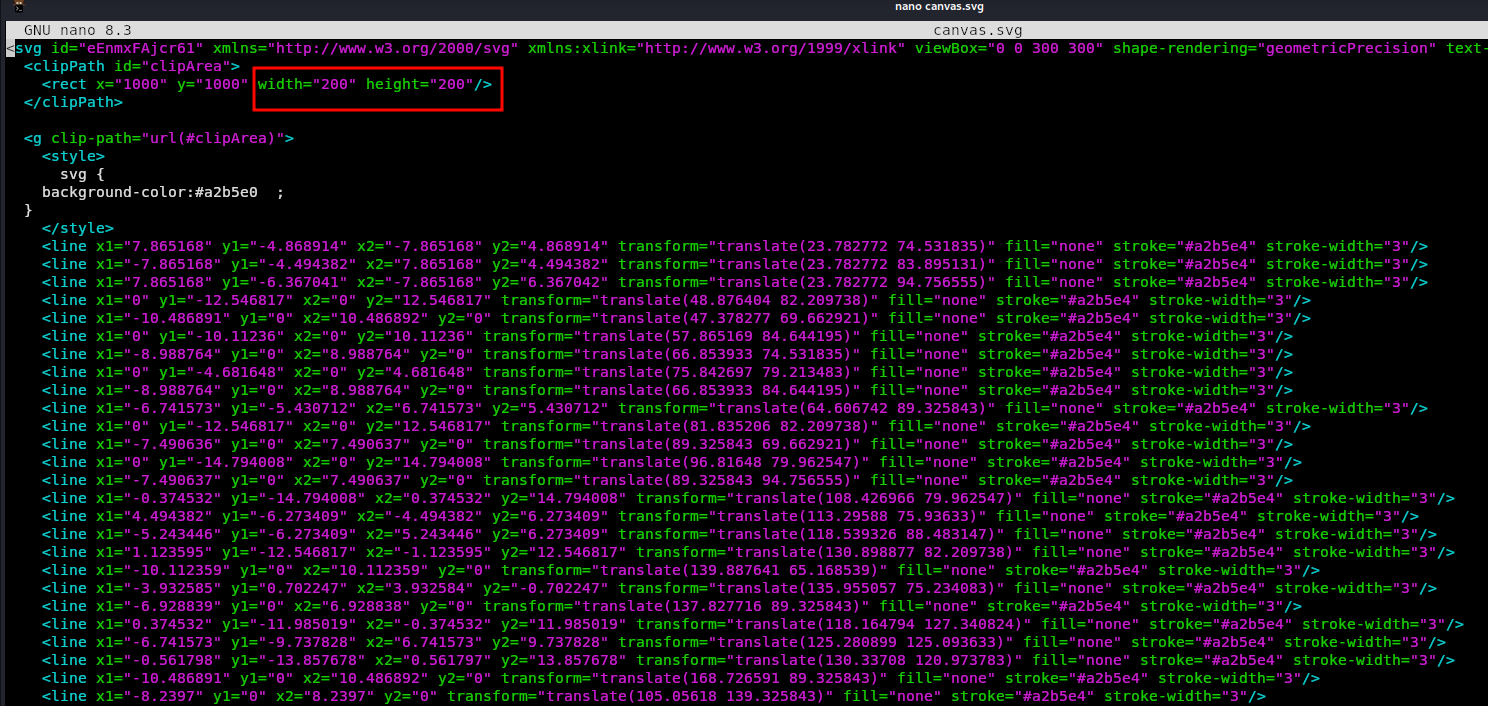 nano canvas.svg
GNU nano 8.3 canvas.svg
<svg id="eEnmxFAjcr61" xmlns="http://www.w3.org/2000/svg" xmlns:xlink="http://www.w3.org/1999/xlink" viewBox="0 0 300 300" shape-rendering="geometricPrecision" text-
<clipPath id="clipArea">
<rect x="1000" y="1000" width="200" height="200"/>
</clipPath>
<g clip-path="url(#clipArea)">
<style>
svg {
background-color:#a2b5e0 ;
}
</style>
<line x1="7.865168" y1="-4.868914" x2="-7.865168" y2="4.868914" transform="translate(23.782772 74.531835)" fill="none" stroke="#a2b5e4" stroke-width="3"/>
<line x1="-7.865168" y1="-4.494382" x2="7.865168" y2="4.494382" transform="translate(23.782772 83.895131)" fill="none" stroke="#a2b5e4" stroke-width="3"/>
<line x1="7.865168" y1="-6.367041" x2="-7.865168" y2="6.367042" transform="translate(23.782772 94.756555)" fill="none" stroke="#a2b5e4" stroke-width="3"/>
<line x1="0" y1="-12.546817" x2="0" y2="12.546817" transform="translate(48.876404 82.209738)" fill="none" stroke="#a2b5e4" stroke-width="3"/>
<line x1="-10.486891" y1="0" x2="10.486892" y2="0" transform="translate(47.378277 69.662921)" fill="none" stroke="#a2b5e4" stroke-width="3"/>
<line x1="0" y1="-10.11236" x2="0" y2="10.11236" transform="translate(57.865169 84.644195)" fill="none" stroke="#a2b5e4" stroke-width="3"/>
<line x1="-8.988764" y1="0" x2="8.988764" y2="0" transform="translate(66.853933 74.531835)" fill="none" stroke="#a2b5e4" stroke-width="3"/>
<line x1="0" y1="-4.681648" x2="0" y2="4.681648" transform="translate(75.842697 79.213483)" fill="none" stroke="#a2b5e4" stroke-width="3"/>
<line x1="-8.988764" y1="0" x2="8.988764" y2="0" transform="translate(66.853933 84.644195)" fill="none" stroke="#a2b5e4" stroke-width="3"/>
<line x1="-6.741573" y1="-5.430712" x2="6.741573" y2="5.430712" transform="translate(64.606742 89.325843)" fill="none" stroke="#a2b5e4" stroke-width="3"/>
<line x1="0" y1="-12.546817" x2="0" y2="12.546817" transform="translate(81.835206 82.209738)" fill="none" stroke="#a2b5e4" stroke-width="3"/>
<line x1="-7.490636" y1="0" x2="7.490637" y2="0" transform="translate(89.325843 69.662921)" fill="none" stroke="#a2b5e4" stroke-width="3"/>
<line x1="0" y1="-14.794008" x2="0" y2="14.794008" transform="translate(96.81648 79.962547)" fill="none" stroke="#a2b5e4" stroke-width="3"/>
<line x1="-7.490637" y1="0" x2="7.490637" y2="0" transform="translate(89.325843 94.756555)" fill="none" stroke="#a2b5e4" stroke-width="3"/>
<line x1="-0.374532" y1="-14.794008" x2="0.374532" y2="14.794008" transform="translate(108.426966 79.962547)" fill="none" stroke="#a2b5e4" stroke-width="3"/>
<line x1="4.494382" y1="-6.273409" x2="-4.494382" y2="6.273409" transform="translate(113.29588 75.93633)" fill="none" stroke="#a2b5e4" stroke-width="3"/>
<line x1="-5.243446" y1="-6.273409" x2="5.243446" y2="6.273409" transform="translate(118.539326 88.483147)" fill="none" stroke="#a2b5e4" stroke-width="3"/>
<line x1="1.123595" y1="-12.546817" x2="-1.123595" y2="12.546817" transform="translate(130.898877 82.209738)" fill="none" stroke="#a2b5e4" stroke-width="3"/>
<line x1="-10.112359" y1="0" x2="10.112359" y2="0" transform="translate(139.887641 65.168539)" fill="none" stroke="#a2b5e4" stroke-width="3"/>
<line x1="-3.932585" y1="0.702247" x2="3.932584" y2="-0.702247" transform="translate(135.955057 75.234083)" fill="none" stroke="#a2b5e4" stroke-width="3"/>
<line x1="-6.928839" y1="0" x2="6.928838" y2="0" transform="translate(137.827716 89.325843)" fill="none" stroke="#a2b5e4" stroke-width="3"/>
<line x1="0.374532" y1="-11.985019" x2="-0.374532" y2="11.985019" transform="translate(118.164794 127.340824)" fill="none" stroke="#a2b5e4" stroke-width="3"/>
<line x1="-6.741573" y1="-9.737828" x2="6.741573" y2="9.737828" transform="translate(125.280899 125.093633)" fill="none" stroke="#a2b5e4" stroke-width="3"/>
<line x1="-0.561798" y1="-13.857678" x2="0.561797" y2="13.857678" transform="translate(130.33708 120.973783)" fill="none" stroke="#a2b5e4" stroke-width="3"/>
<line x1="-10.486891" y1="0" x2="10.486892" y2="0" transform="translate(168.726591 89.325843)" fill="none" stroke="#a2b5e4" stroke-width="3"/>
<line x1="-8.2397" y1="0" x2="8.2397" y2="0" transform="translate(105.05618 139.325843)" fill="none" stroke="#a2b5e4" stroke-width="3"/>